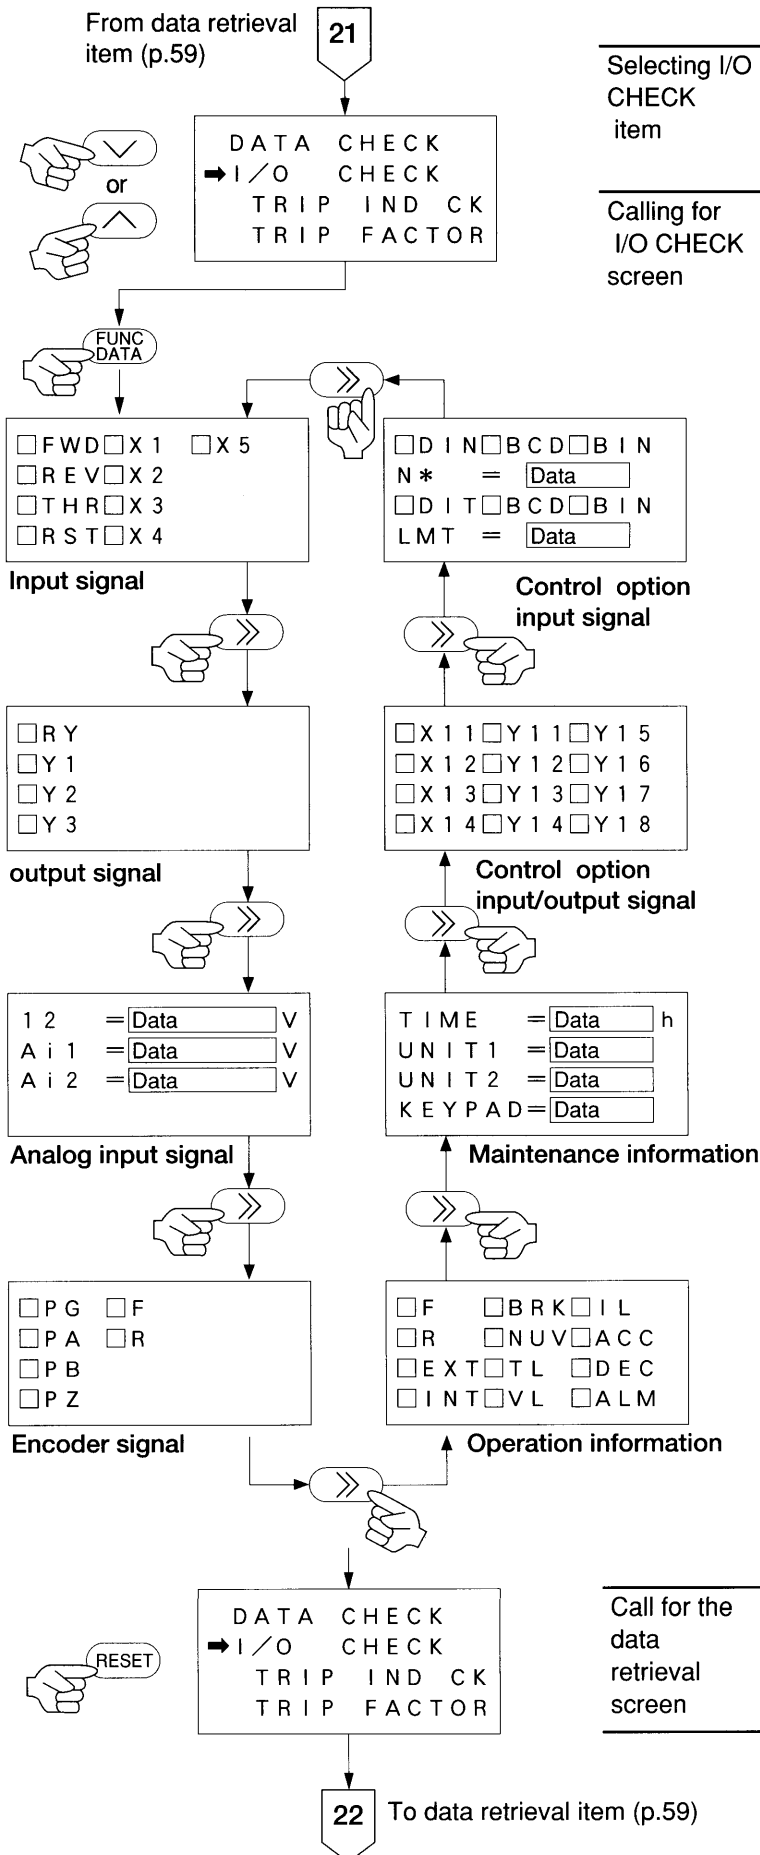 From data retrieval
item (p.59)
21
Selecting I/O
CHECK
item
or
DATA CHECK
➡I/O CHECK
TRIP IND CK
TRIP FACTOR
Calling for
I/O CHECK
screen
FUNC
DATA
≫
□FWD□X1 □X5
□REV□X2
□THR□X3
□RST□X4
Input signal
≫
□RY
□Y1
□Y2
□Y3
output signal
≫
12 =Data V
Ai1 =Data V
Ai2 =Data V
Analog input signal
≫
□PG □F
□PA □R
□PB
□PZ
Encoder signal
≫
□F □BRK□IL
□R □NUV□ACC
□EXT□TL □DEC
□INT□VL □ALM
Operation information
≫
TIME =Data h
UNIT1 =Data
UNIT2 =Data
KEYPAD=Data
Maintenance information
≫
□X11□Y11□Y15
□X12□Y12□Y16
□X13□Y13□Y17
□X14□Y14□Y18
Control option
input/output signal
≫
□DIN□BCD□BIN
N* = Data
□DIT□BCD□BIN
LMT = Data
Control option
input signal
RESET
DATA CHECK
➡I/O CHECK
TRIP IND CK
TRIP FACTOR
Call for the
data
retrieval
screen
22
To data retrieval item (p.59)